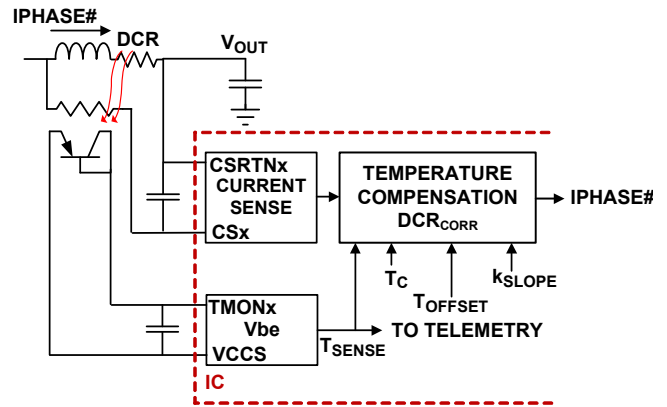 IPHASE#
DCR
VOUT
CSRTNx
CURRENT
SENSE
CSx
TEMPERATURE
COMPENSATION
DCRCORR
IPHASE#
TC
TOFFSET
kSLOPE
TMONx
Vbe
VCCS
TSENSE
TO TELEMETRY
IC